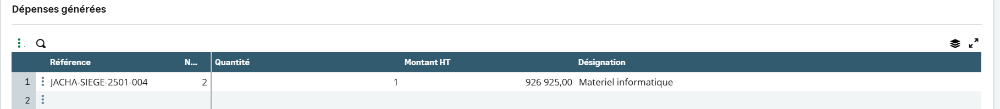 Dépenses générées
Référence N... Quantité Montant HT Désignation
1 JACHA-SIEGE-2501-004 2 1 926 925,00 Materiel informatique
2